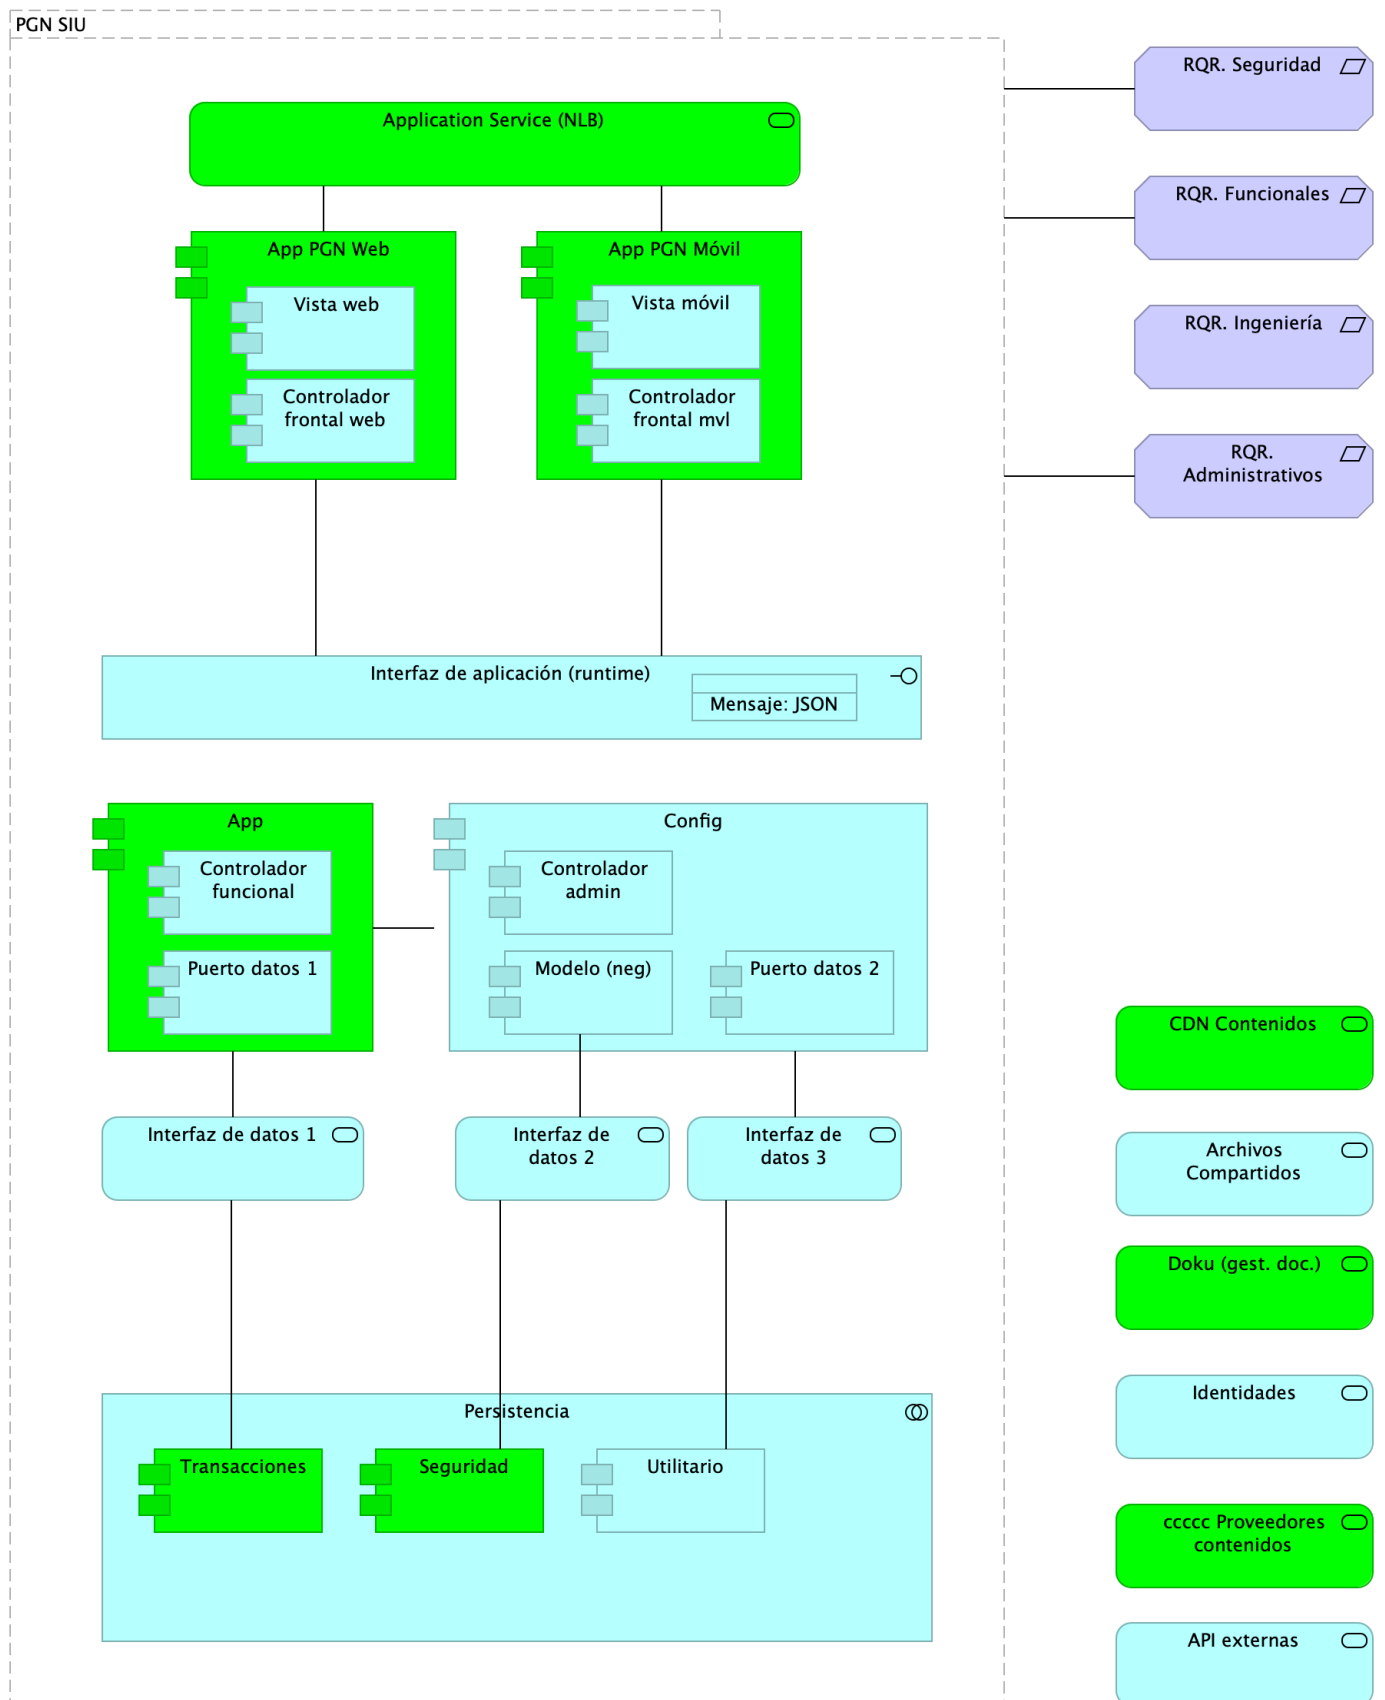 PGN SIU
RQR. Seguridad
Application Service (NLB)
RQR. Funcionales
App PGN Web
App PGN Móvil
Vista web
Vista móvil
RQR. Ingeniería
Controlador
frontal web
Controlador
frontal mvl
RQR.
Administrativos
Interfaz de aplicación (runtime)
Mensaje: JSON
App
Config
Controlador
funcional
Controlador
admin
Puerto datos 1
Modelo (neg)
Puerto datos 2
CDN Contenidos
Interfaz de datos 1
Interfaz de
datos 2
Interfaz de
datos 3
Archivos
Compartidos
Doku (gest. doc.)
Identidades
Persistencia
Transacciones
Seguridad
Utilitario
ccccc Proveedores
contenidos
API externas